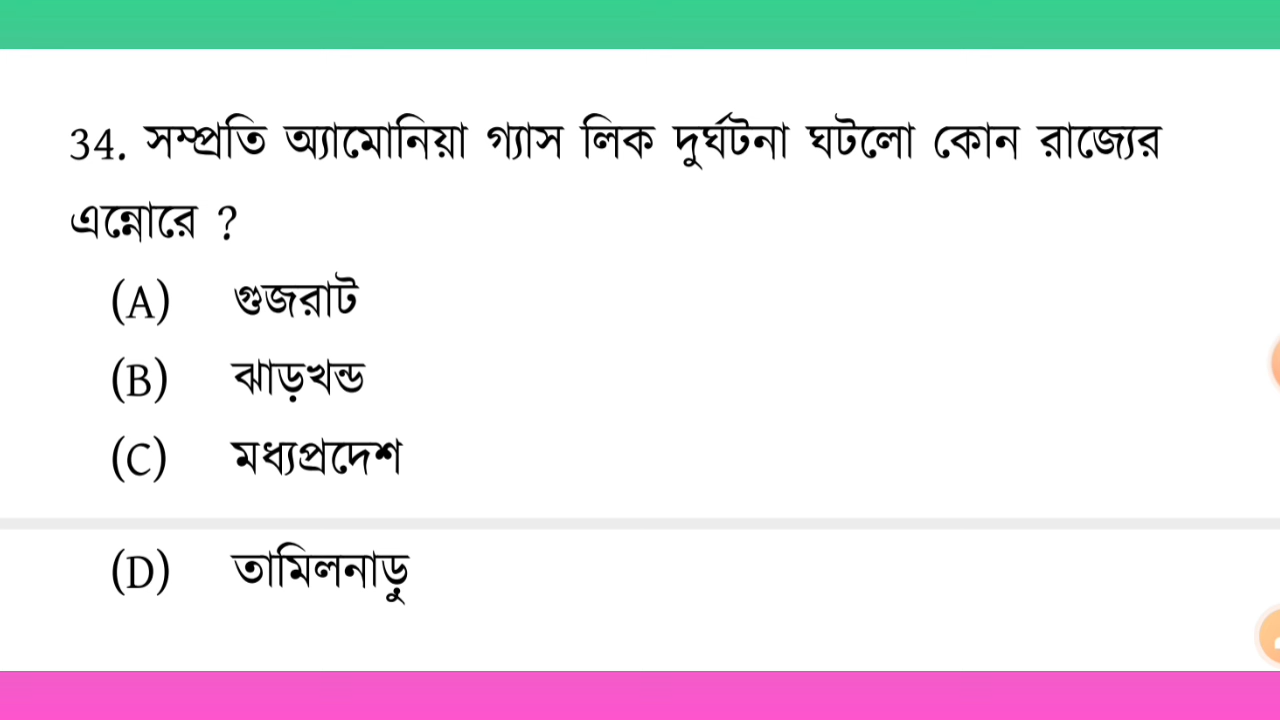 34. সম্প্রতি অ্যামোনিয়া গ্যাস লিক দুর্ঘটনা ঘটলো কোন রাজ্যের
এন্নোরে ?
(A) গুজরাট
(B) ঝাড়খন্ড
(C) মধ্যপ্রদেশ
(D) তামিলনাড়ু